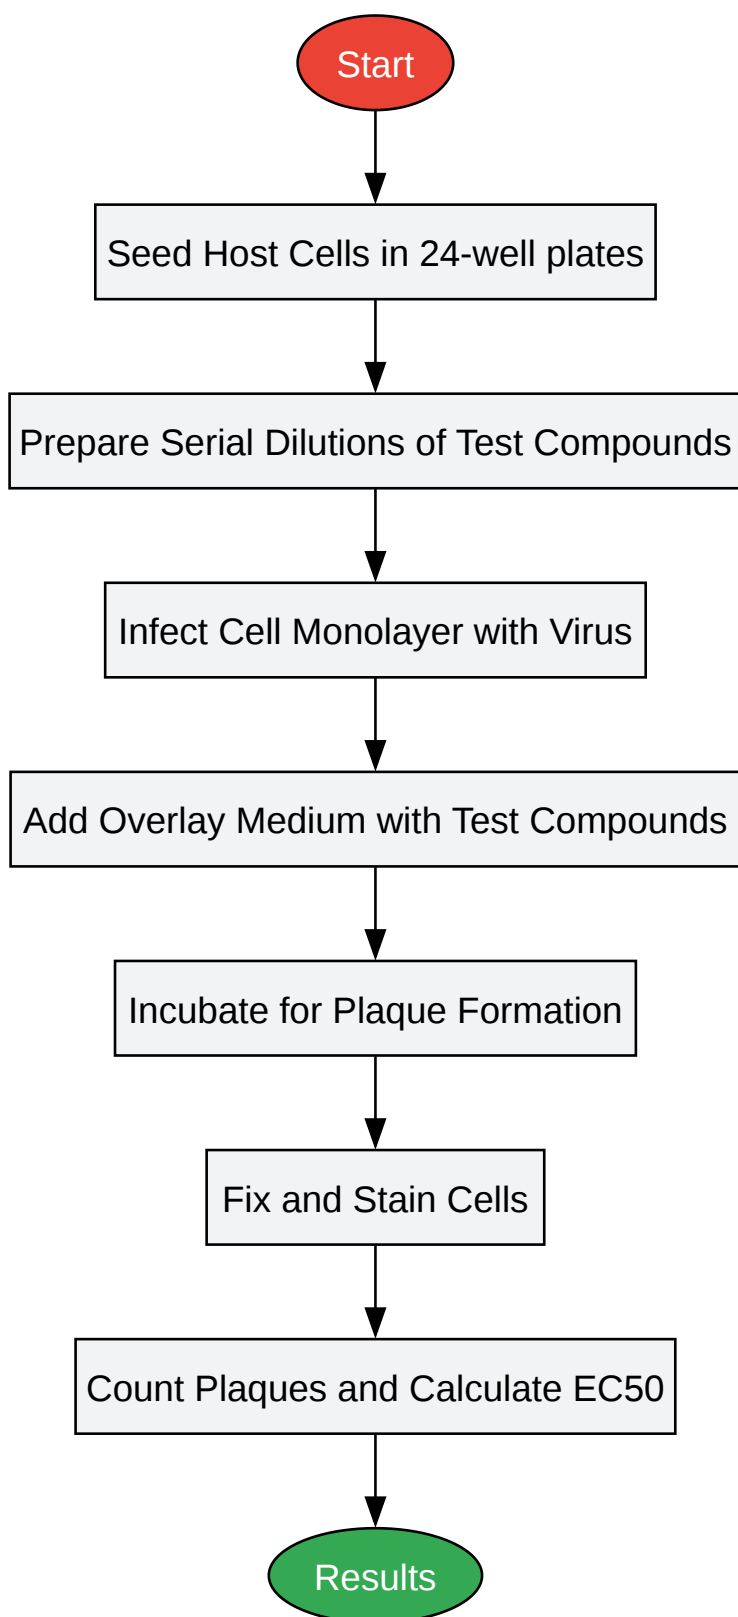 Start
Seed Host Cells in 24-well plates
Prepare Serial Dilutions of Test Compounds
Infect Cell Monolayer with Virus
Add Overlay Medium with Test Compounds
Incubate for Plaque Formation
Fix and Stain Cells
Count Plaques and Calculate EC50
Results